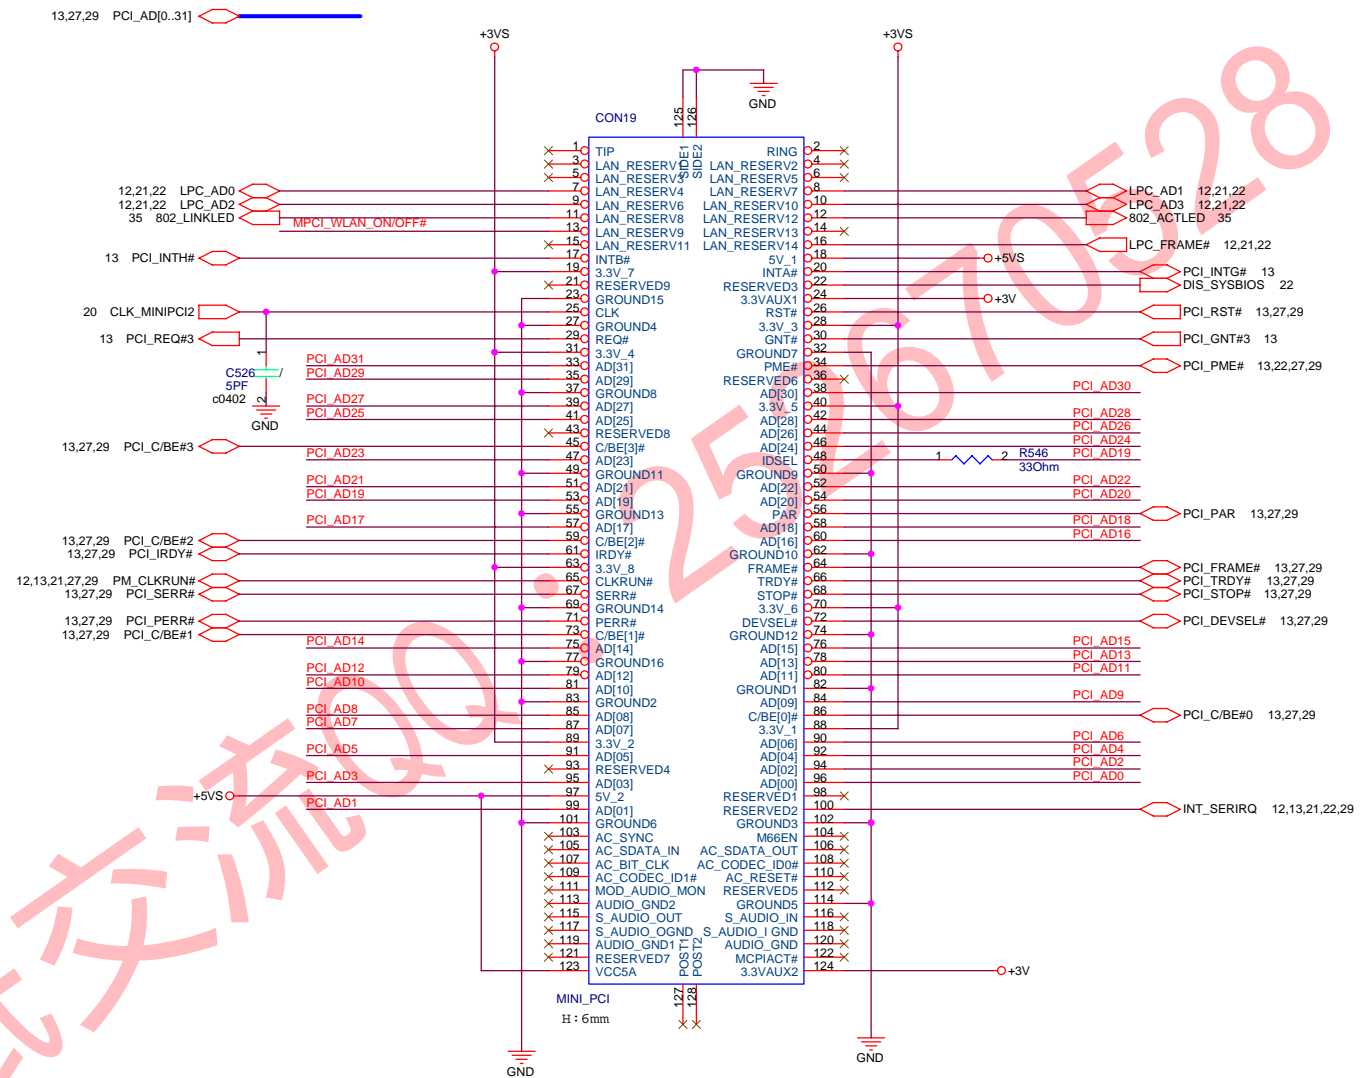 13,27,29 PCI_AD[0..31]
+3VS +3VS
GND
125 126
CON19
SIDE1 SIDE2
1 TIP RING 2
3 LAN_RESERV1 LAN_RESERV2 4
5 LAN_RESERV3 LAN_RESERV5 6
12,21,22 LPC_AD0 7 LAN_RESERV4 LAN_RESERV7 8 LPC_AD1 12,21,22
12,21,22 LPC_AD2 9 LAN_RESERV6 LAN_RESERV10 10 LPC_AD3 12,21,22
35 802_LINKLED 11 LAN_RESERV8 LAN_RESERV12 12 802_ACTLED 35
MPCI_WLAN_ON/OFF# 13 LAN_RESERV9 LAN_RESERV13 14
15 LAN_RESERV11 LAN_RESERV14 16 LPC_FRAME# 12,21,22
13 PCI_INTH# 17 INTB# 5V_1 18 +5VS
19 3.3V_7 INTA# 20 PCI_INTG# 13
21 RESERVED9 RESERVED3 22 DIS_SYSBIOS 22
23 GROUND15 3.3VAUX1 24 +3V
20 CLK_MINIPCI2 25 CLK RST# 26 PCI_RST# 13,27,29
27 GROUND4 3.3V_3 28
13 PCI_REQ#3 29 REQ# GNT# 30 PCI_GNT#3 13
31 3.3V_4 GROUND7 32
PCI_AD31 33 AD[31] PME# 34 PCI_PME# 13,22,27,29
PCI_AD29 35 AD[29] RESERVED6 36
1 C526 / 5PF c0402 2 GND
37 GROUND8 AD[30] 38 PCI_AD30
PCI_AD27 39 AD[27] 3.3V_5 40
PCI_AD25 41 AD[25] AD[28] 42 PCI_AD28
43 RESERVED8 AD[26] 44 PCI_AD26
13,27,29 PCI_C/BE#3 45 C/BE[3]# AD[24] 46 PCI_AD24
PCI_AD23 47 AD[23] IDSEL 48 1 2 R546 33Ohm PCI_AD19
49 GROUND11 GROUND9 50
PCI_AD21 51 AD[21] AD[22] 52 PCI_AD22
PCI_AD19 53 AD[19] AD[20] 54 PCI_AD20
55 GROUND13 PAR 56 PCI_PAR 13,27,29
PCI_AD17 57 AD[17] AD[18] 58 PCI_AD18
13,27,29 PCI_C/BE#2 59 C/BE[2]# AD[16] 60 PCI_AD16
13,27,29 PCI_IRDY# 61 IRDY# GROUND10 62
63 3.3V_8 FRAME# 64 PCI_FRAME# 13,27,29
12,13,21,27,29 PM_CLKRUN# 65 CLKRUN# TRDY# 66 PCI_TRDY# 13,27,29
13,27,29 PCI_SERR# 67 SERR# STOP# 68 PCI_STOP# 13,27,29
69 GROUND14 3.3V_6 70
13,27,29 PCI_PERR# 71 PERR# DEVSEL# 72 PCI_DEVSEL# 13,27,29
13,27,29 PCI_C/BE#1 73 C/BE[1]# GROUND12 74
PCI_AD14 75 AD[14] AD[15] 76 PCI_AD15
77 GROUND16 AD[13] 78 PCI_AD13
PCI_AD12 79 AD[12] AD[11] 80 PCI_AD11
PCI_AD10 81 AD[10] GROUND1 82
83 GROUND2 AD[09] 84 PCI_AD9
PCI_AD8 85 AD[08] C/BE[0]# 86 PCI_C/BE#0 13,27,29
PCI_AD7 87 AD[07] 3.3V_1 88
89 3.3V_2 AD[06] 90 PCI_AD6
PCI_AD5 91 AD[05] AD[04] 92 PCI_AD4
93 RESERVED4 AD[02] 94 PCI_AD2
PCI_AD3 95 AD[03] AD[00] 96 PCI_AD0
+5VS 97 5V_2 RESERVED1 98
PCI_AD1 99 AD[01] RESERVED2 100 INT_SERIRQ 12,13,21,22,29
101 GROUND6 GROUND3 102
103 AC_SYNC M66EN 104
105 AC_SDATA_IN AC_SDATA_OUT 106
107 AC_BIT_CLK AC_CODEC_ID0# 108
109 AC_CODEC_ID1# AC_RESET# 110
111 MOD_AUDIO_MON RESERVED5 112
113 AUDIO_GND2 GROUND5 114
115 S_AUDIO_OUT S_AUDIO_IN 116
117 S_AUDIO_OGND S_AUDIO_I GND 118
119 AUDIO_GND1 AUDIO_GND 120
121 RESERVED7 MCPIACT# 122
123 VCC5A 3.3VAUX2 124 +3V
POST1 POST2
127 128
MINI_PCI
H:6mm
GND GND
试交流QQ:252670528